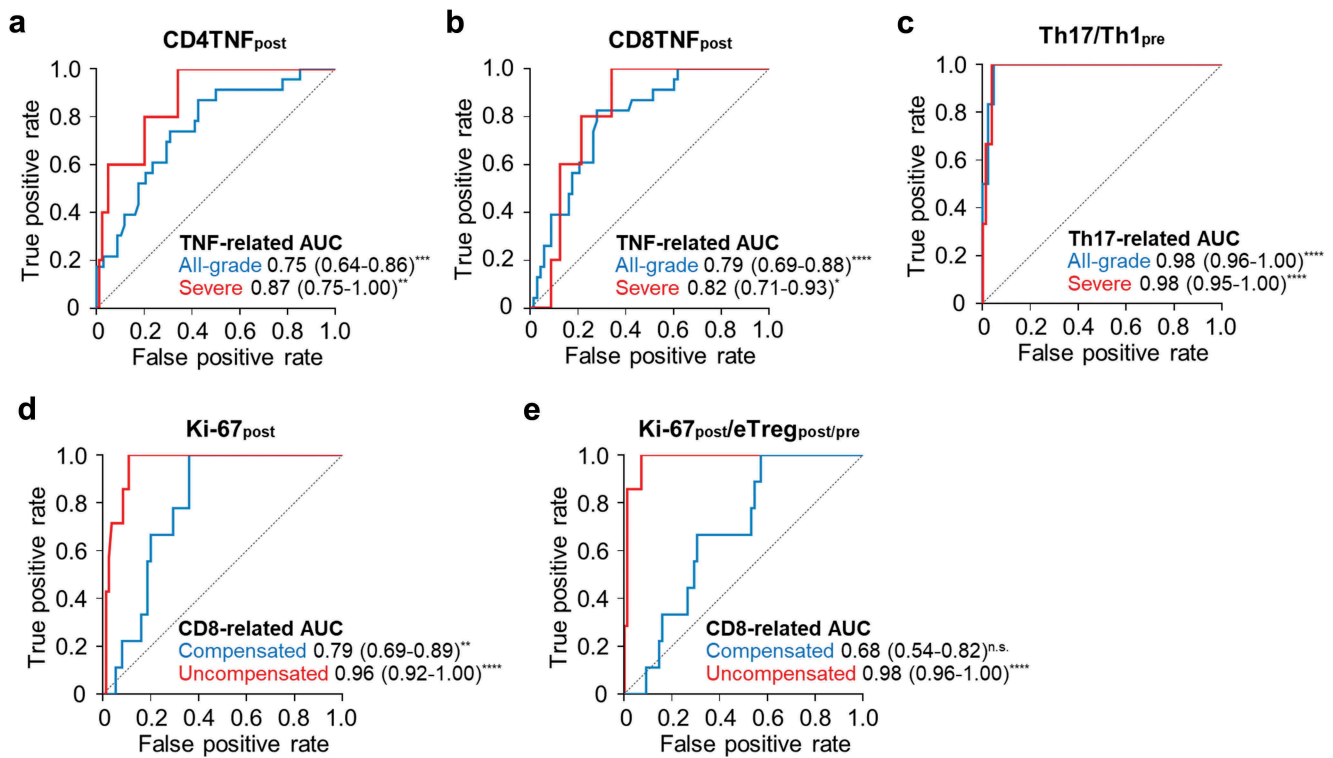 a
CD4TNFpost
1.0
0.8
0.6
0.4
0.2
0
True positive rate
TNF-related AUC
All-grade 0.75 (0.64-0.86)***
Severe 0.87 (0.75-1.00)**
0 0.2 0.4 0.6 0.8 1.0
False positive rate
b
CD8TNFpost
1.0
0.8
0.6
0.4
0.2
0
True positive rate
TNF-related AUC
All-grade 0.79 (0.69-0.88)****
Severe 0.82 (0.71-0.93)*
0 0.2 0.4 0.6 0.8 1.0
False positive rate
c
Th17/Th1pre
1.0
0.8
0.6
0.4
0.2
0
True positive rate
Th17-related AUC
All-grade 0.98 (0.96-1.00)****
Severe 0.98 (0.95-1.00)****
0 0.2 0.4 0.6 0.8 1.0
False positive rate
d
Ki-67post
1.0
0.8
0.6
0.4
0.2
0
True positive rate
CD8-related AUC
Compensated 0.79 (0.69-0.89)**
Uncompensated 0.96 (0.92-1.00)****
0 0.2 0.4 0.6 0.8 1.0
False positive rate
e
Ki-67post/eTregpost/pre
1.0
0.8
0.6
0.4
0.2
0
True positive rate
CD8-related AUC
Compensated 0.68 (0.54-0.82)n.s.
Uncompensated 0.98 (0.96-1.00)****
0 0.2 0.4 0.6 0.8 1.0
False positive rate